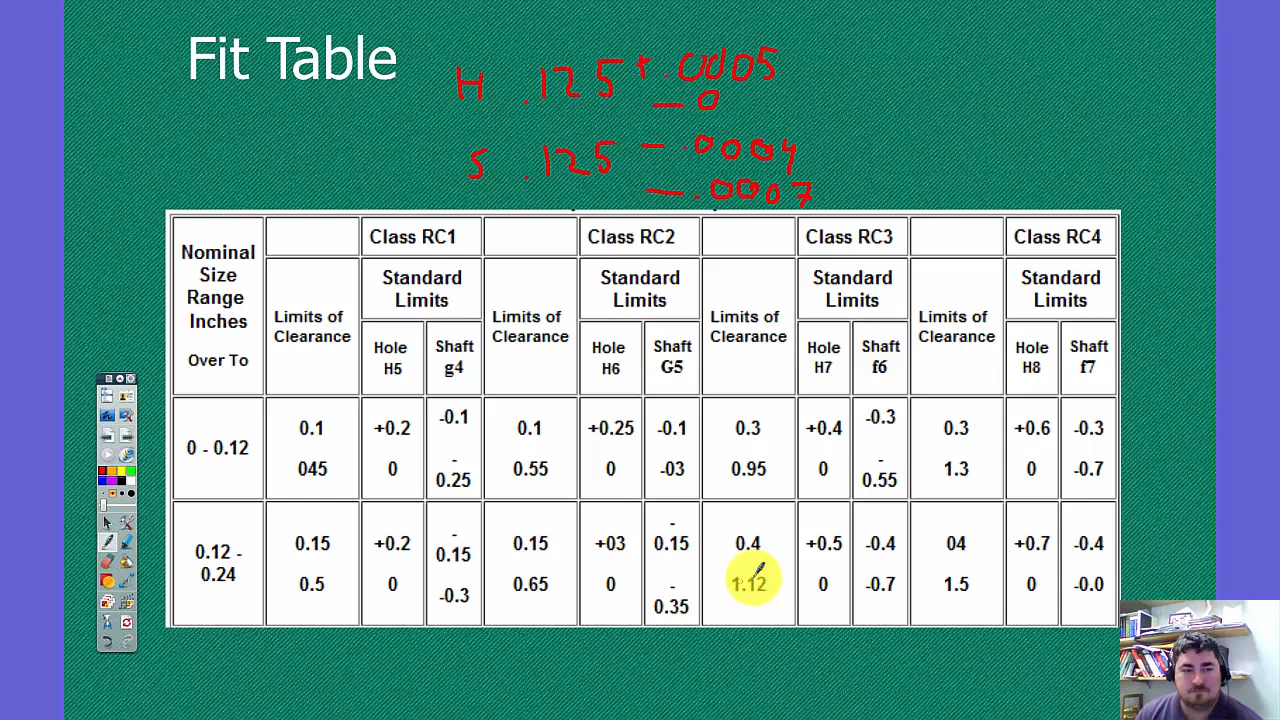 Fit Table
H .125 +.0005
- 0
S .125 -.0004
-.0007
Nominal Size Range Inches Over To
Class RC1
Class RC2
Class RC3
Class RC4
Limits of Clearance
Standard Limits
Limits of Clearance
Standard Limits
Limits of Clearance
Standard Limits
Limits of Clearance
Standard Limits
Hole H5
Shaft g4
Hole H6
Shaft G5
Hole H7
Shaft f6
Hole H8
Shaft f7
0 - 0.12
0.1 045
+0.2 0
-0.1 -0.25
0.1 0.55
+0.25 0
-0.1 -03
0.3 0.95
+0.4 0
-0.3 -0.55
0.3 1.3
+0.6 0
-0.3 -0.7
0.12 - 0.24
0.15 0.5
+0.2 0
-0.15 -0.3
0.15 0.65
+03 0
-0.15 -0.35
0.4 1.12
+0.5 0
-0.4 -0.7
04 1.5
+0.7 0
-0.4 -0.0